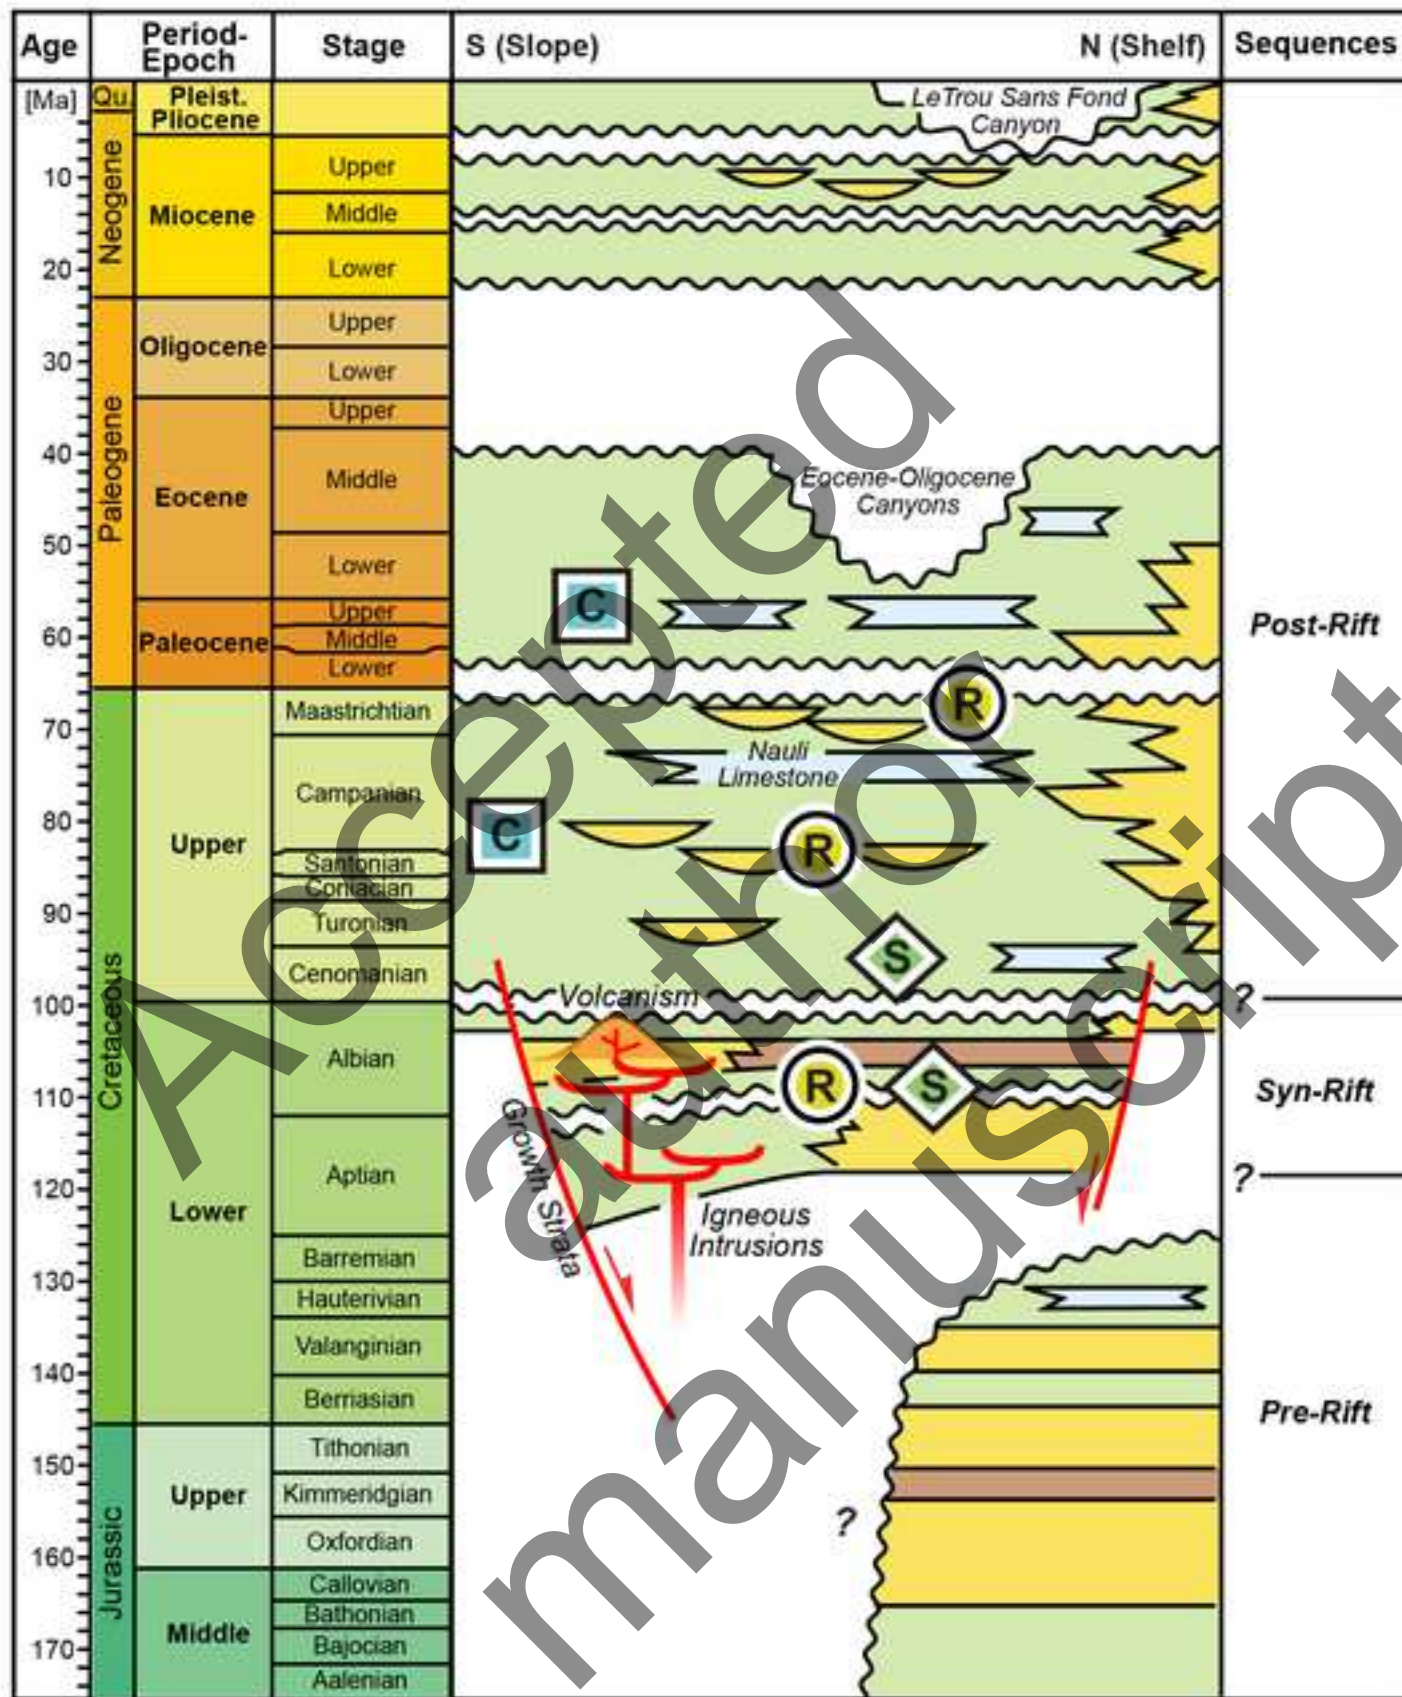 Age
Period-
Epoch
Stage
S (Slope)
N (Shelf)
Sequences
[Ma]
Qu.
Pleist.
Pliocene
LeTrou Sans Fond
Canyon
Neogene
10
Upper
Miocene
Middle
20
Lower
Paleogene
Upper
Oligocene
30
Lower
Upper
40
Eocene
Middle
Eocene-Oligocene
Canyons
50
Lower
C
Upper
60
Paleocene
Middle
Lower
Post-Rift
Cretaceous
Maastrichtian
R
70
Nauli
Limestone
Campanian
80
C
R
Upper
Santonian
Coniacian
90
Turonian
S
Cenomanian
100
Volcanism
?
Albian
R
S
110
Syn-Rift
Growth Strata
Aptian
120
?
Lower
Igneous
Intrusions
Barremian
130
Hauterivian
Valanginian
140
Berriasian
Pre-Rift
Jurassic
Tithonian
150
Upper
Kimmeridgian
?
Oxfordian
160
Callovian
Bathonian
Middle
170
Bajocian
Aalenian
Accepted
author
manuscript